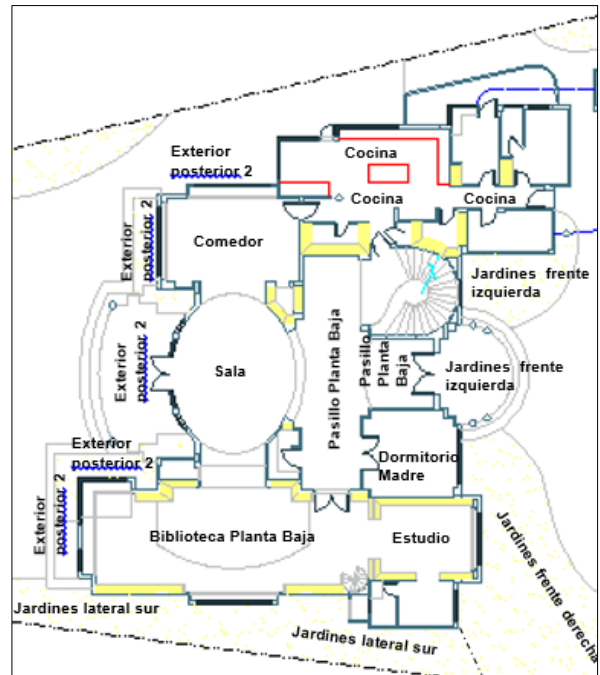 Exterior
posterior 2
Cocina
Cocina
Cocina
Exterior
posterior 2
Comedor
Jardines frente
izquierda
Exterior
posterior 2
Sala
Pasillo Planta Baja
Pasillo
Planta
Baja
Jardines frente
izquierda
Exterior
posterior 2
Dormitorio
Madre
Exterior
posterior 2
Biblioteca Planta Baja
Estudio
Jardines frente derecha
Jardines lateral sur
Jardines lateral sur